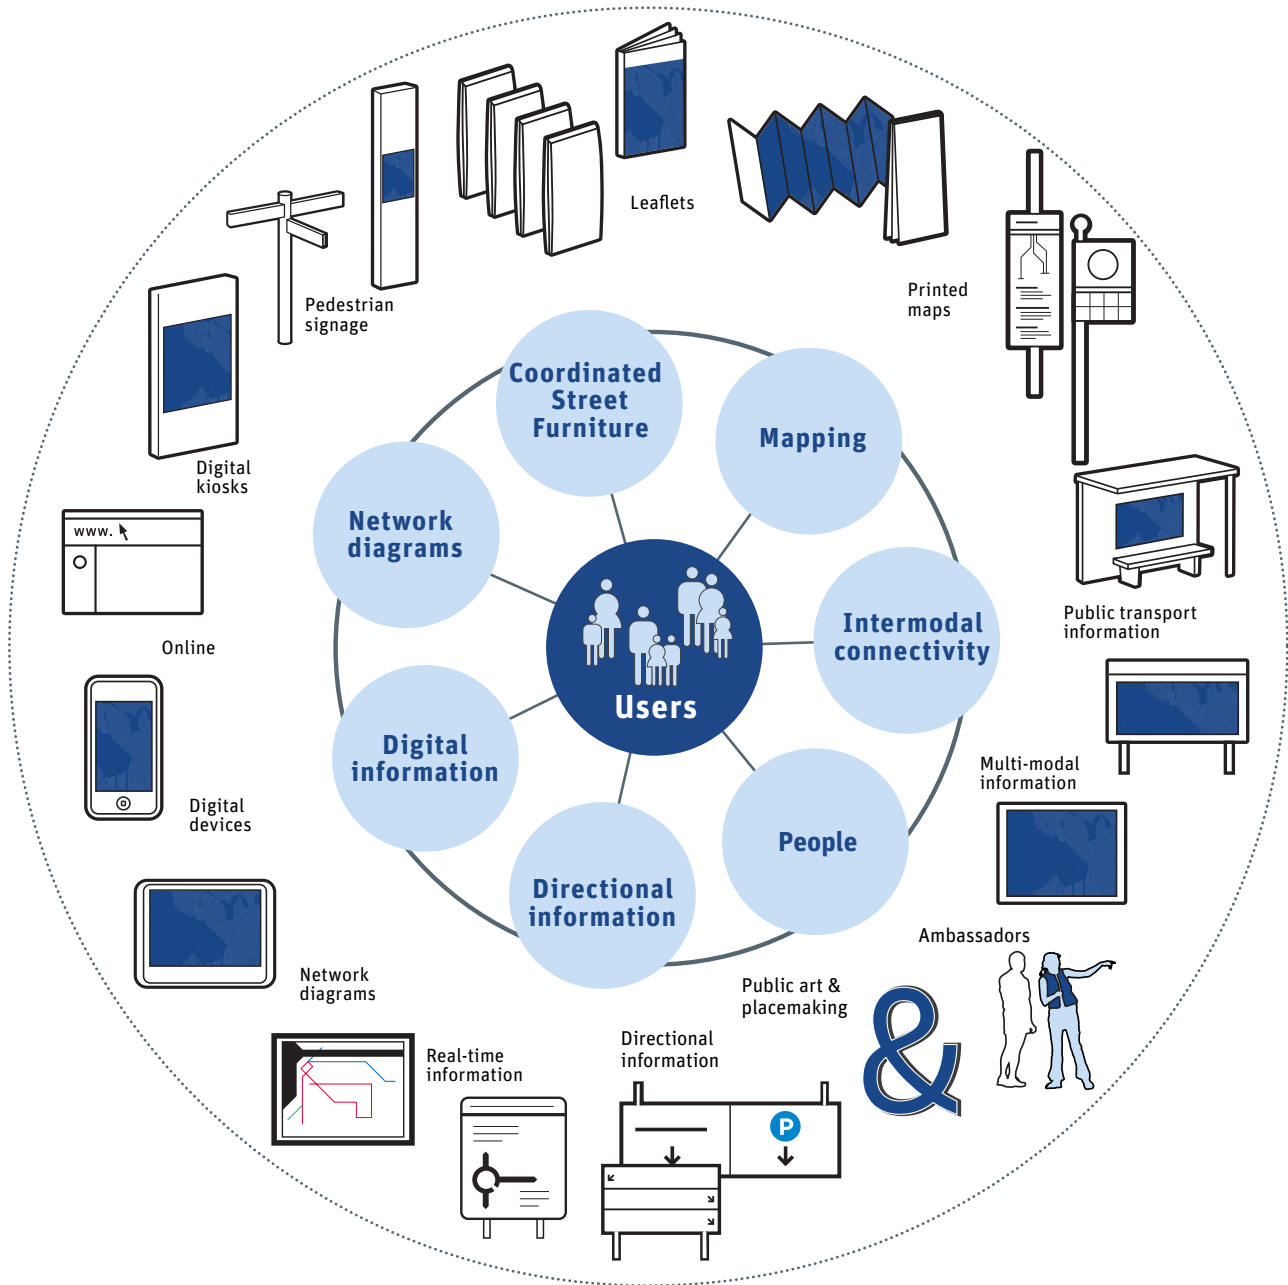 Leaflets
Printed
maps
Pedestrian
signage
Digital
kiosks
www.
Online
Digital
devices
Network
diagrams
Real-time
information
Directional
information
P
Public art &
placemaking
&
Ambassadors
Multi-modal
information
Public transport
information
Coordinated
Street
Furniture
Mapping
Intermodal
connectivity
People
Directional
information
Digital
information
Network
diagrams
Users